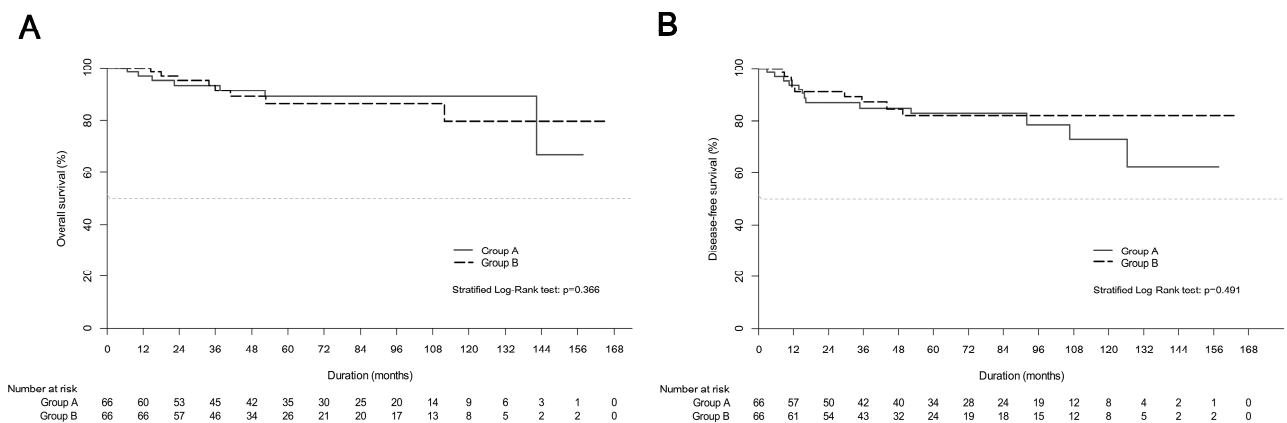 A
Overall survival (%)
100
80
60
40
20
0
Group A
Group B
Stratified Log-Rank test: p=0.366
0 12 24 36 48 60 72 84 96 108 120 132 144 156 168
Duration (months)
Number at risk
Group A 66 60 53 45 42 35 30 25 20 14 9 6 3 1 0
Group B 66 66 57 46 34 26 21 20 17 13 8 5 2 2 0
B
Disease-free survival (%)
100
80
60
40
20
0
Group A
Group B
Stratified Log-Rank test: p=0.491
0 12 24 36 48 60 72 84 96 108 120 132 144 156 168
Duration (months)
Number at risk
Group A 66 57 50 42 40 34 28 24 19 12 8 4 2 1 0
Group B 66 61 54 43 32 24 19 18 15 12 8 5 2 2 0